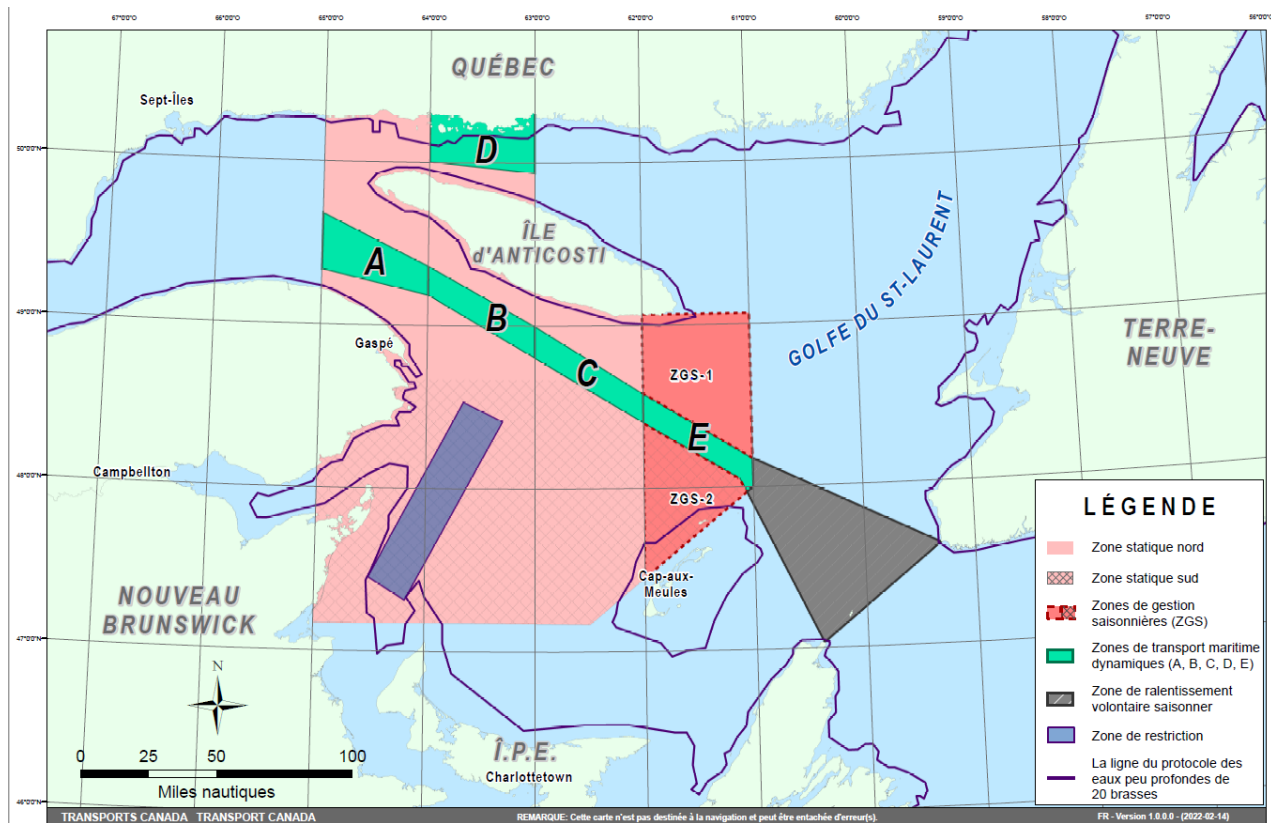 67°0'0"W 66°0'0"W 65°0'0"W 64°0'0"W 63°0'0"W 62°0'0"W 61°0'0"W 60°0'0"W 59°0'0"W 58°0'0"W 57°0'0"W 56°0'0"W
QUÉBEC
Sept-Îles
50°0'0"N
D
ÎLE
d'ANTICOSTI
A
B
49°0'0"N
GOLFE DU ST-LAURENT
TERRE-
NEUVE
Gaspé
C
ZGS-1
E
48°0'0"N
Campbellton
ZGS-2
Cap-aux-
Meules
NOUVEAU
BRUNSWICK
47°0'0"N
N
0 25 50 100
Miles nautiques
Î.P.E.
Charlottetown
46°0'0"N
LÉGENDE
Zone statique nord
Zone statique sud
Zones de gestion
saisonnières (ZGS)
Zones de transport maritime
dynamiques (A, B, C, D, E)
Zone de ralentissement
volontaire saisonner
Zone de restriction
La ligne du protocole des
eaux peu profondes de
20 brasses
TRANSPORTS CANADA TRANSPORT CANADA REMARQUE: Cette carte n'est pas destinée à la navigation et peut être entachée d'erreur(s). FR - Version 1.0.0.0 - (2022-02-14)